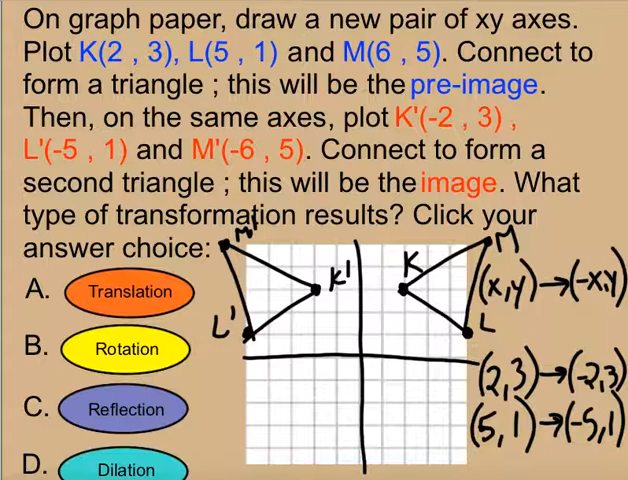 On graph paper, draw a new pair of xy axes.
Plot K(2 , 3), L(5 , 1) and M(6 , 5). Connect to
form a triangle ; this will be the pre-image.
Then, on the same axes, plot K'(-2 , 3) ,
L'(-5 , 1) and M'(-6 , 5). Connect to form a
second triangle ; this will be the image. What
type of transformation results? Click your
answer choice:
M'
M
K'
K
(x,y)→(-x,y)
A. Translation
L'
L
B. Rotation
(2,3)→(-2,3)
C. Reflection
(5,1)→(-5,1)
D. Dilation